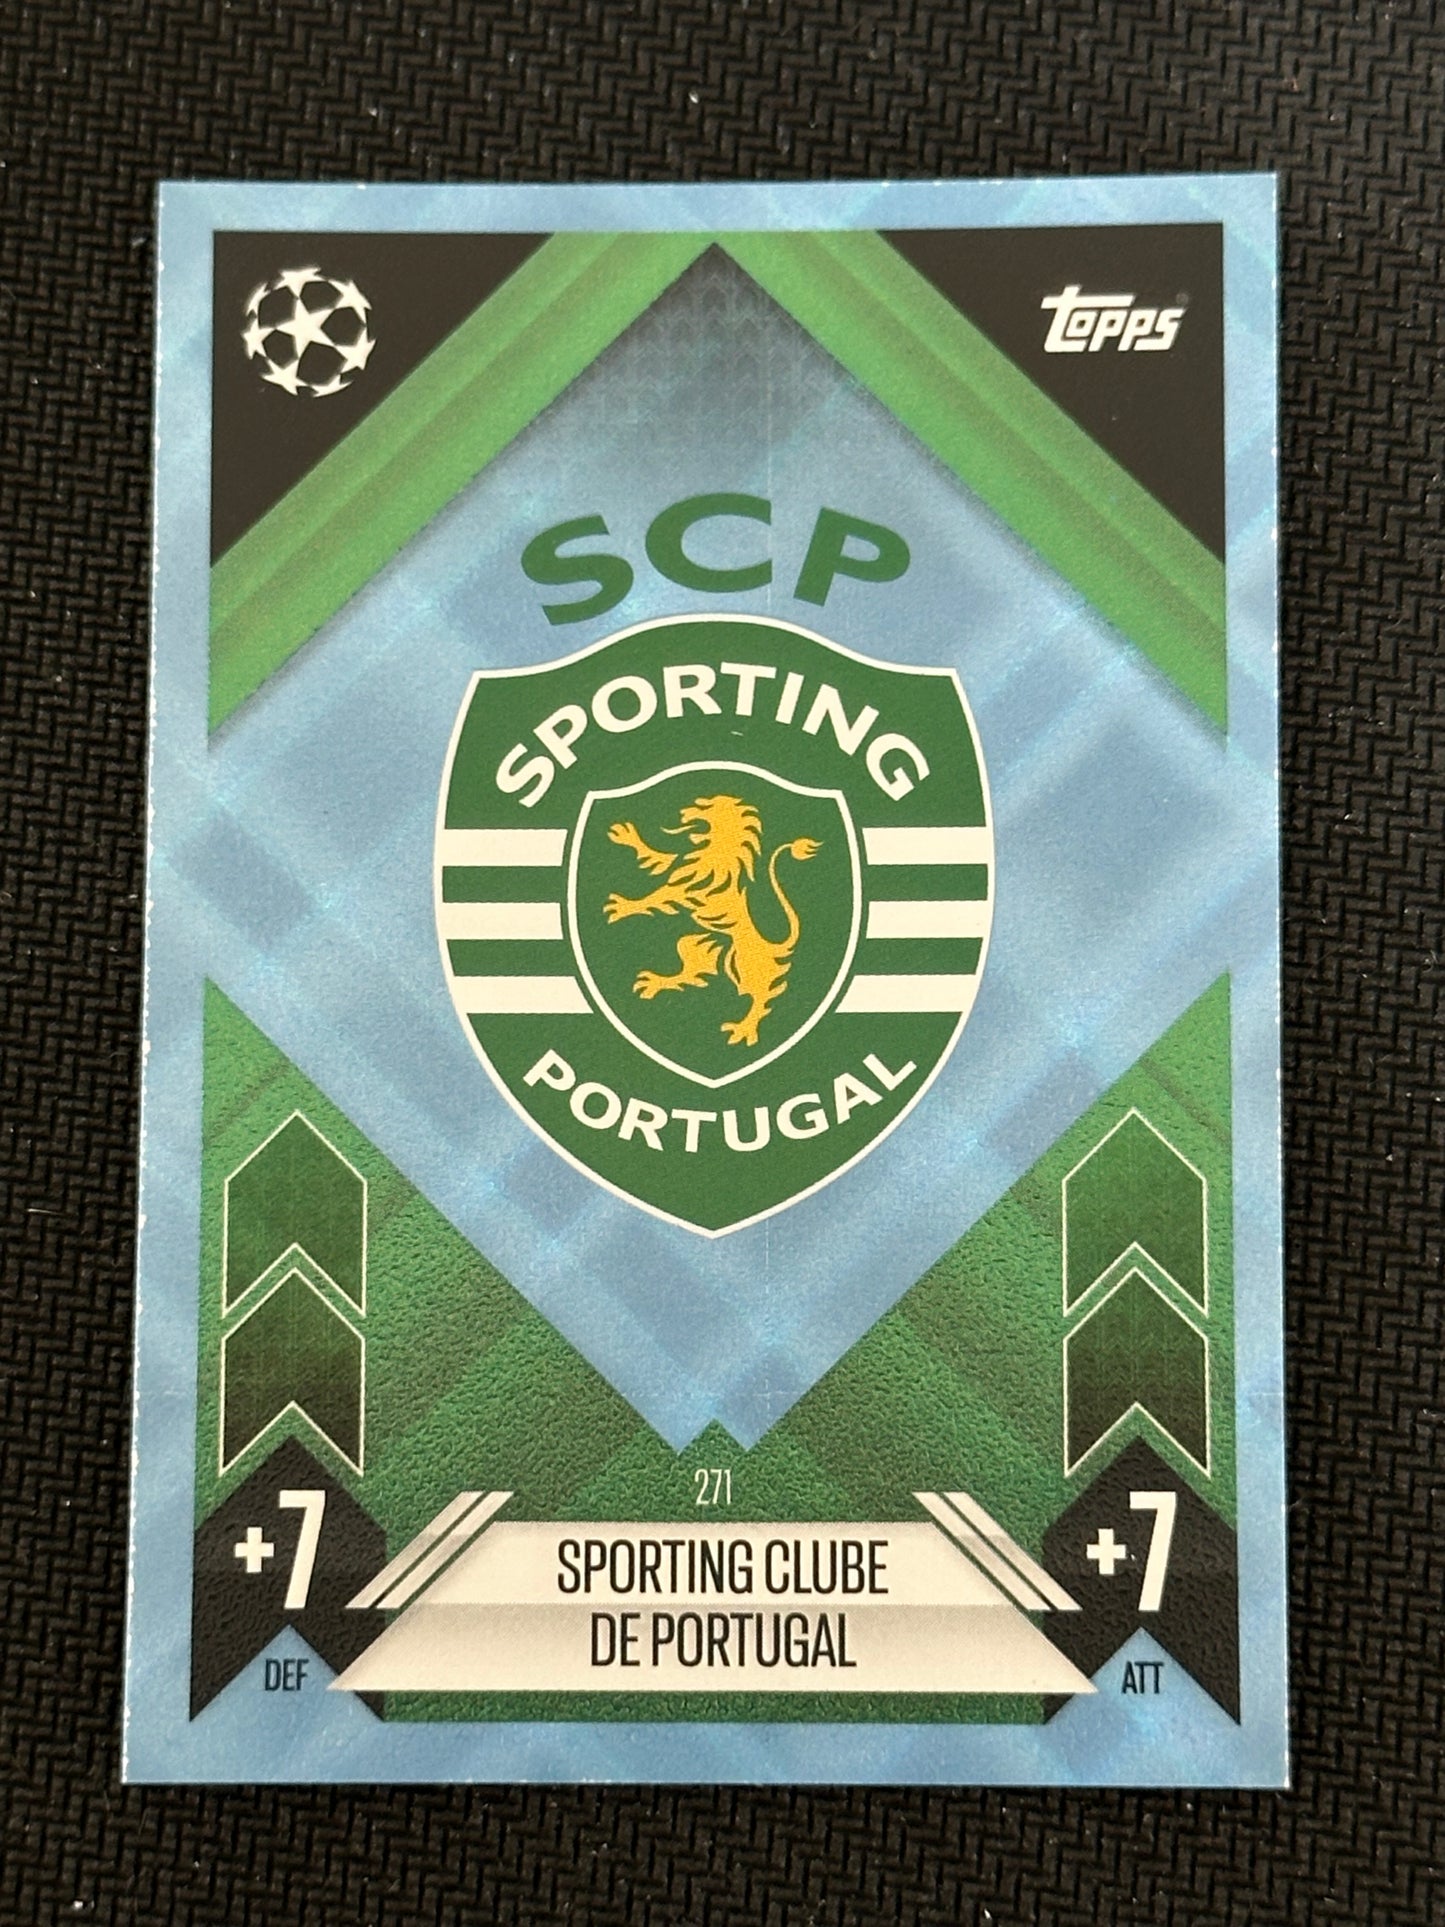 TOPPS
SCP
SPORTING
PORTUGAL
271
+7
SPORTING CLUBE
+7
DE PORTUGAL
DEF
ATT